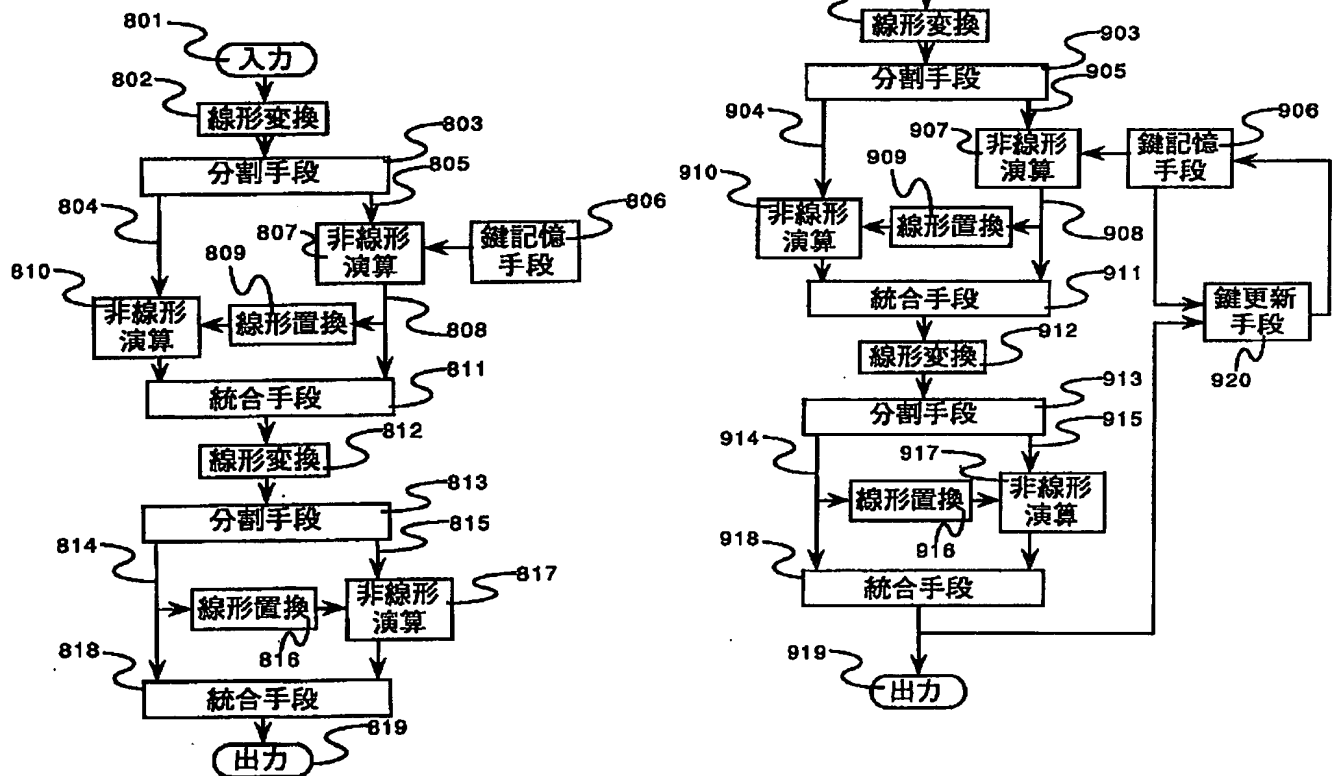 801
入力
802
線形変換
803
分割手段
805
804
806
807
非線形
演算
鍵記憶
手段
809
810
非線形
演算
線形置換
808
811
統合手段
812
線形変換
813
分割手段
815
814
817
線形置換
非線形
演算
816
818
統合手段
819
出力
線形変換
903
分割手段
905
904
906
907
非線形
演算
鍵記憶
手段
909
910
非線形
演算
線形置換
908
911
統合手段
鍵更新
手段
920
912
線形変換
913
分割手段
915
914
917
線形置換
非線形
演算
916
918
統合手段
919
出力